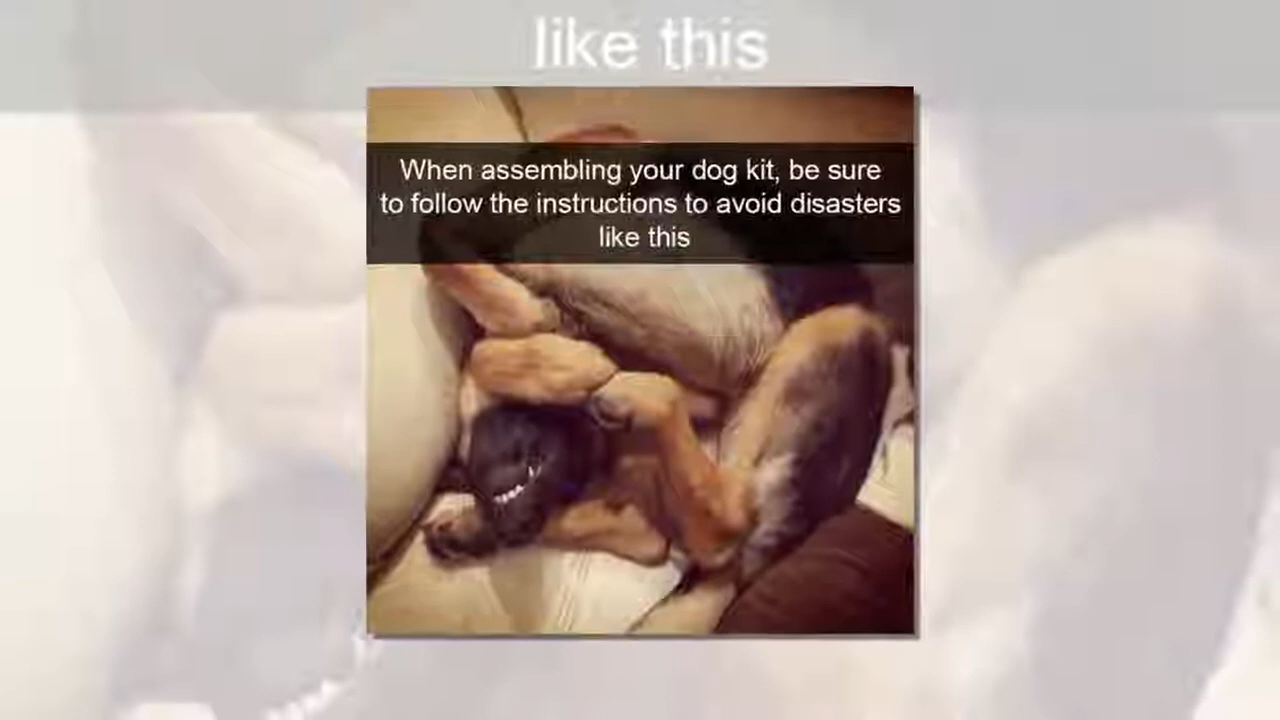 like this
When assembling your dog kit, be sure
to follow the instructions to avoid disasters
like this